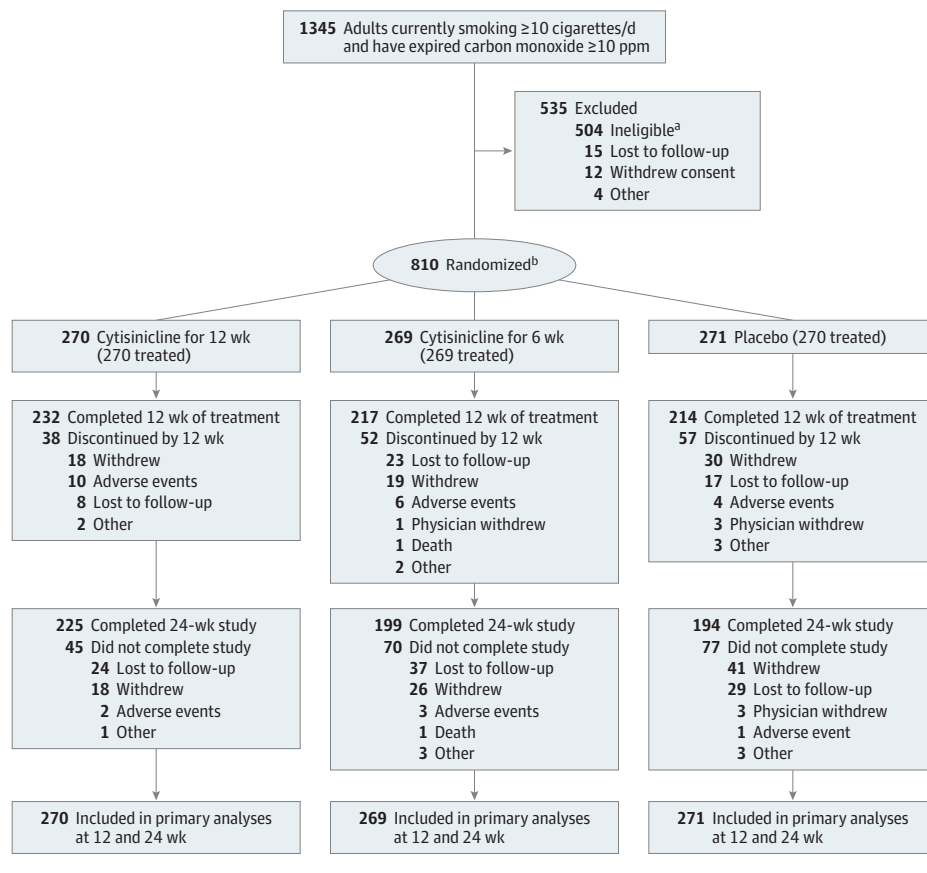 1345 Adults currently smoking ≥10 cigarettes/d
and have expired carbon monoxide ≥10 ppm
535 Excluded
504 Ineligibleᵃ
15 Lost to follow-up
12 Withdrew consent
4 Other
810 Randomizedᵇ
270 Cytisinicline for 12 wk
(270 treated)
269 Cytisinicline for 6 wk
(269 treated)
271 Placebo (270 treated)
232 Completed 12 wk of treatment
38 Discontinued by 12 wk
18 Withdrew
10 Adverse events
8 Lost to follow-up
2 Other
217 Completed 12 wk of treatment
52 Discontinued by 12 wk
23 Lost to follow-up
19 Withdrew
6 Adverse events
1 Physician withdrew
1 Death
2 Other
214 Completed 12 wk of treatment
57 Discontinued by 12 wk
30 Withdrew
17 Lost to follow-up
4 Adverse events
3 Physician withdrew
3 Other
225 Completed 24-wk study
45 Did not complete study
24 Lost to follow-up
18 Withdrew
2 Adverse events
1 Other
199 Completed 24-wk study
70 Did not complete study
37 Lost to follow-up
26 Withdrew
3 Adverse events
1 Death
3 Other
194 Completed 24-wk study
77 Did not complete study
41 Withdrew
29 Lost to follow-up
3 Physician withdrew
1 Adverse event
3 Other
270 Included in primary analyses
at 12 and 24 wk
269 Included in primary analyses
at 12 and 24 wk
271 Included in primary analyses
at 12 and 24 wk